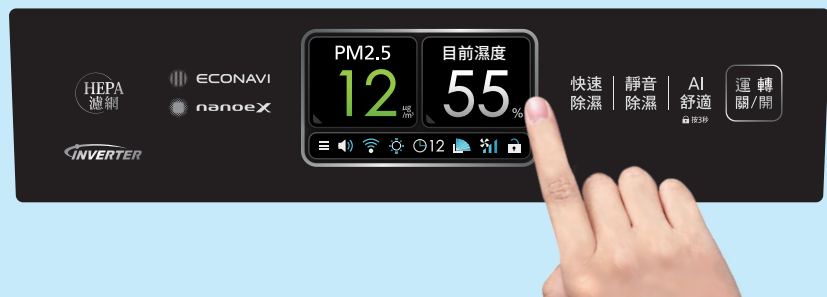 HEPA
濾網
ECONAVI
nanoeX
INVERTER
PM2.5
12 μg/m³
目前濕度
55 %
12
快速
除濕
靜音
除濕
AI
舒適
按3秒
運轉
關/開